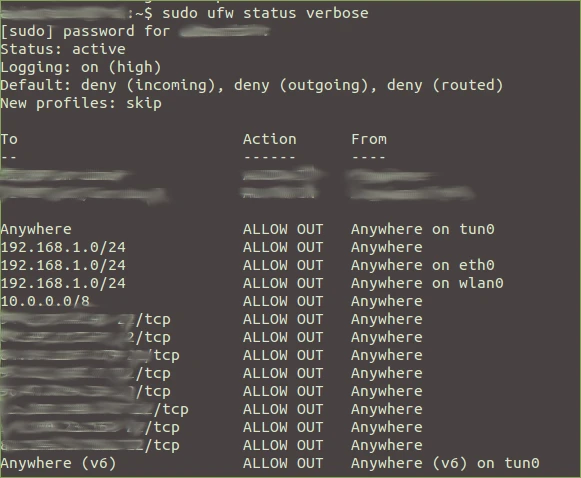 :~$ sudo ufw status verbose
[sudo] password for
Status: active
Logging: on (high)
Default: deny (incoming), deny (outgoing), deny (routed)
New profiles: skip
To Action From
-- ------ ----
Anywhere ALLOW OUT Anywhere on tun0
192.168.1.0/24 ALLOW OUT Anywhere
192.168.1.0/24 ALLOW OUT Anywhere on eth0
192.168.1.0/24 ALLOW OUT Anywhere on wlan0
10.0.0.0/8 ALLOW OUT Anywhere
/tcp ALLOW OUT Anywhere
2/tcp ALLOW OUT Anywhere
/tcp ALLOW OUT Anywhere
/tcp ALLOW OUT Anywhere
/tcp ALLOW OUT Anywhere
/tcp ALLOW OUT Anywhere
/tcp ALLOW OUT Anywhere
/tcp ALLOW OUT Anywhere
Anywhere (v6) ALLOW OUT Anywhere (v6) on tun0